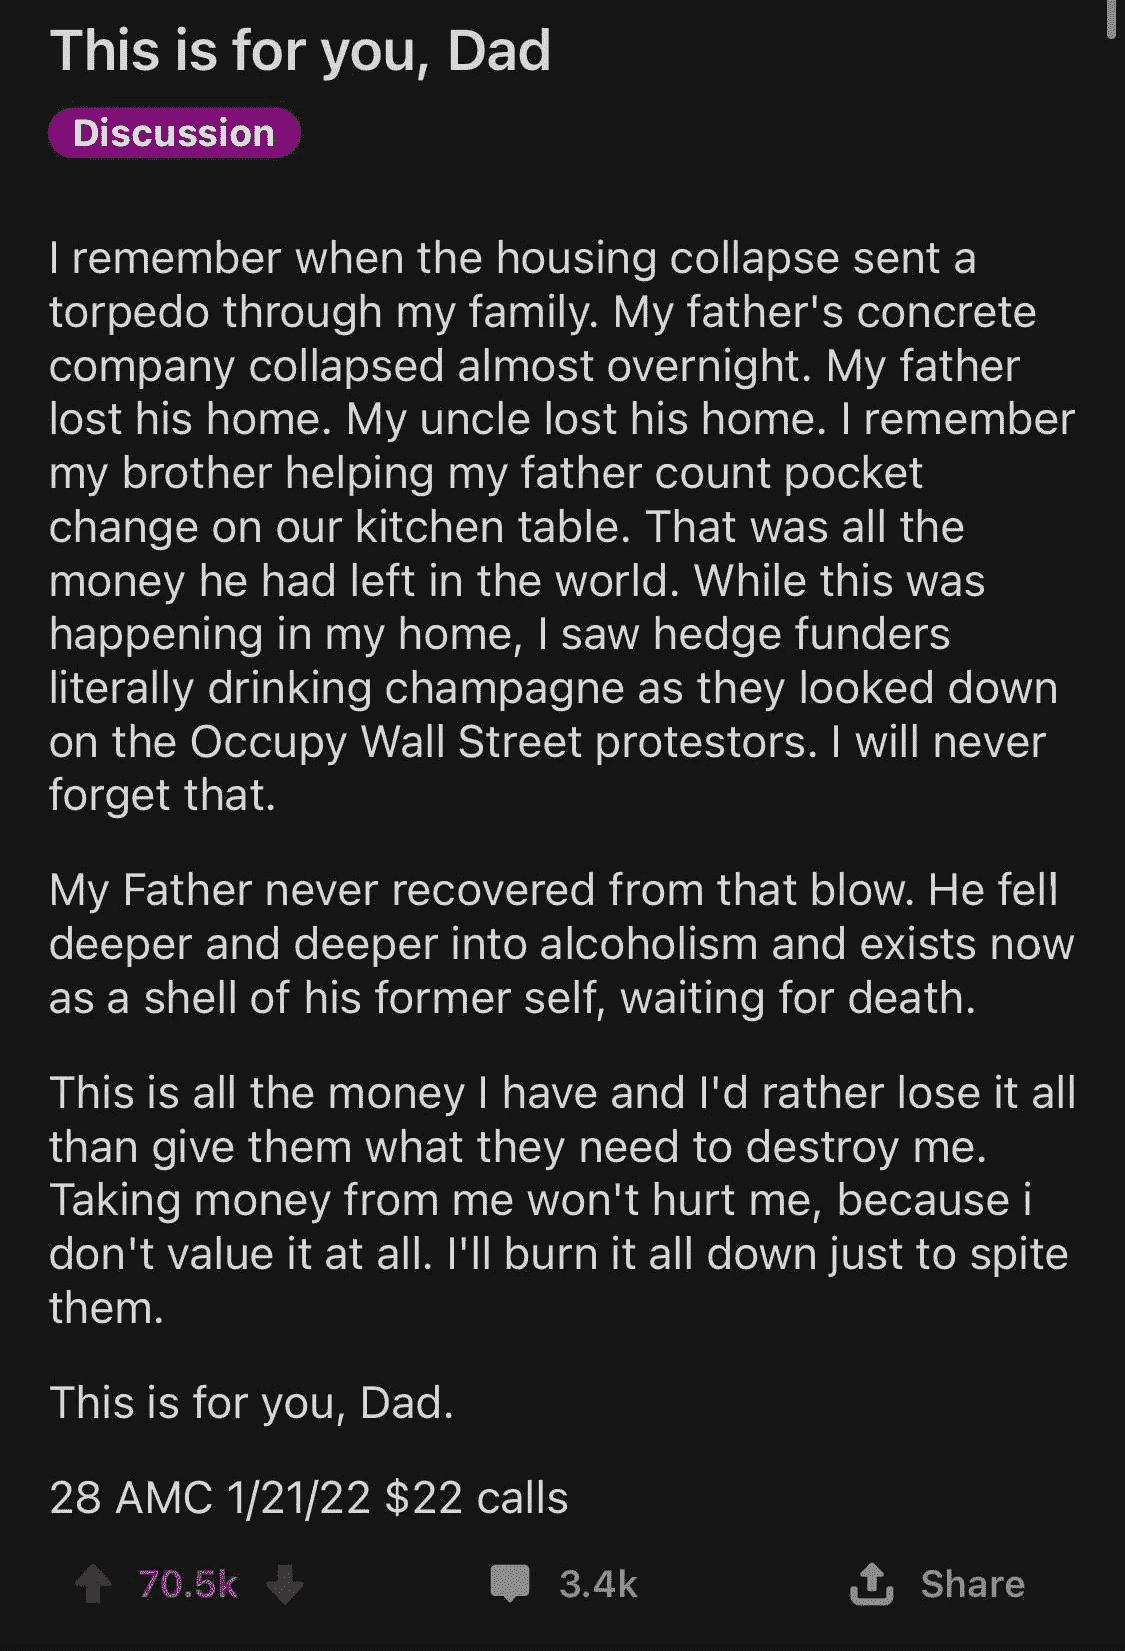 This is for you, Dad
Discussion
I remember when the housing collapse sent a
torpedo through my family. My father's concrete
company collapsed almost overnight. My father
lost his home. My uncle lost his home. I remember
my brother helping my father count pocket
change on our kitchen table. That was all the
money he had left in the world. While this was
happening in my home, I saw hedge funders
literally drinking champagne as they looked down
on the Occupy Wall Street protestors. I will never
forget that.
My Father never recovered from that blow. He fell
deeper and deeper into alcoholism and exists now
as a shell of his former self, waiting for death.
This is all the money I have and I'd rather lose it all
than give them what they need to destroy me.
Taking money from me won't hurt me, because i
don't value it at all. I'll burn it all down just to spite
them.
This is for you, Dad.
28 AMC 1/21/22 $22 calls
70.5k 3.4k Share